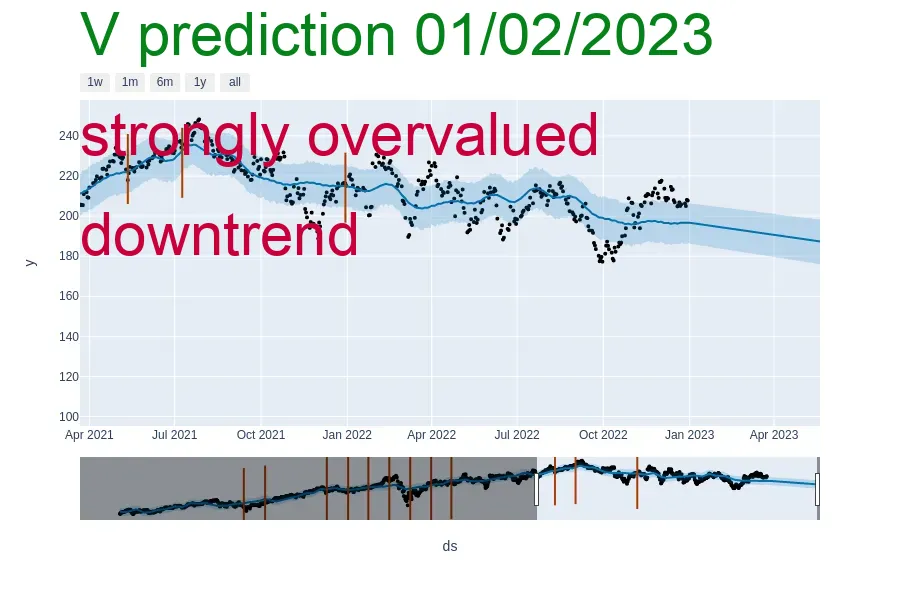 V prediction 01/02/2023
1w 1m 6m 1y all
strongly overvalued
downtrend
240
220
200
180
160
140
120
100
y
Apr 2021 Jul 2021 Oct 2021 Jan 2022 Apr 2022 Jul 2022 Oct 2022 Jan 2023 Apr 2023
ds